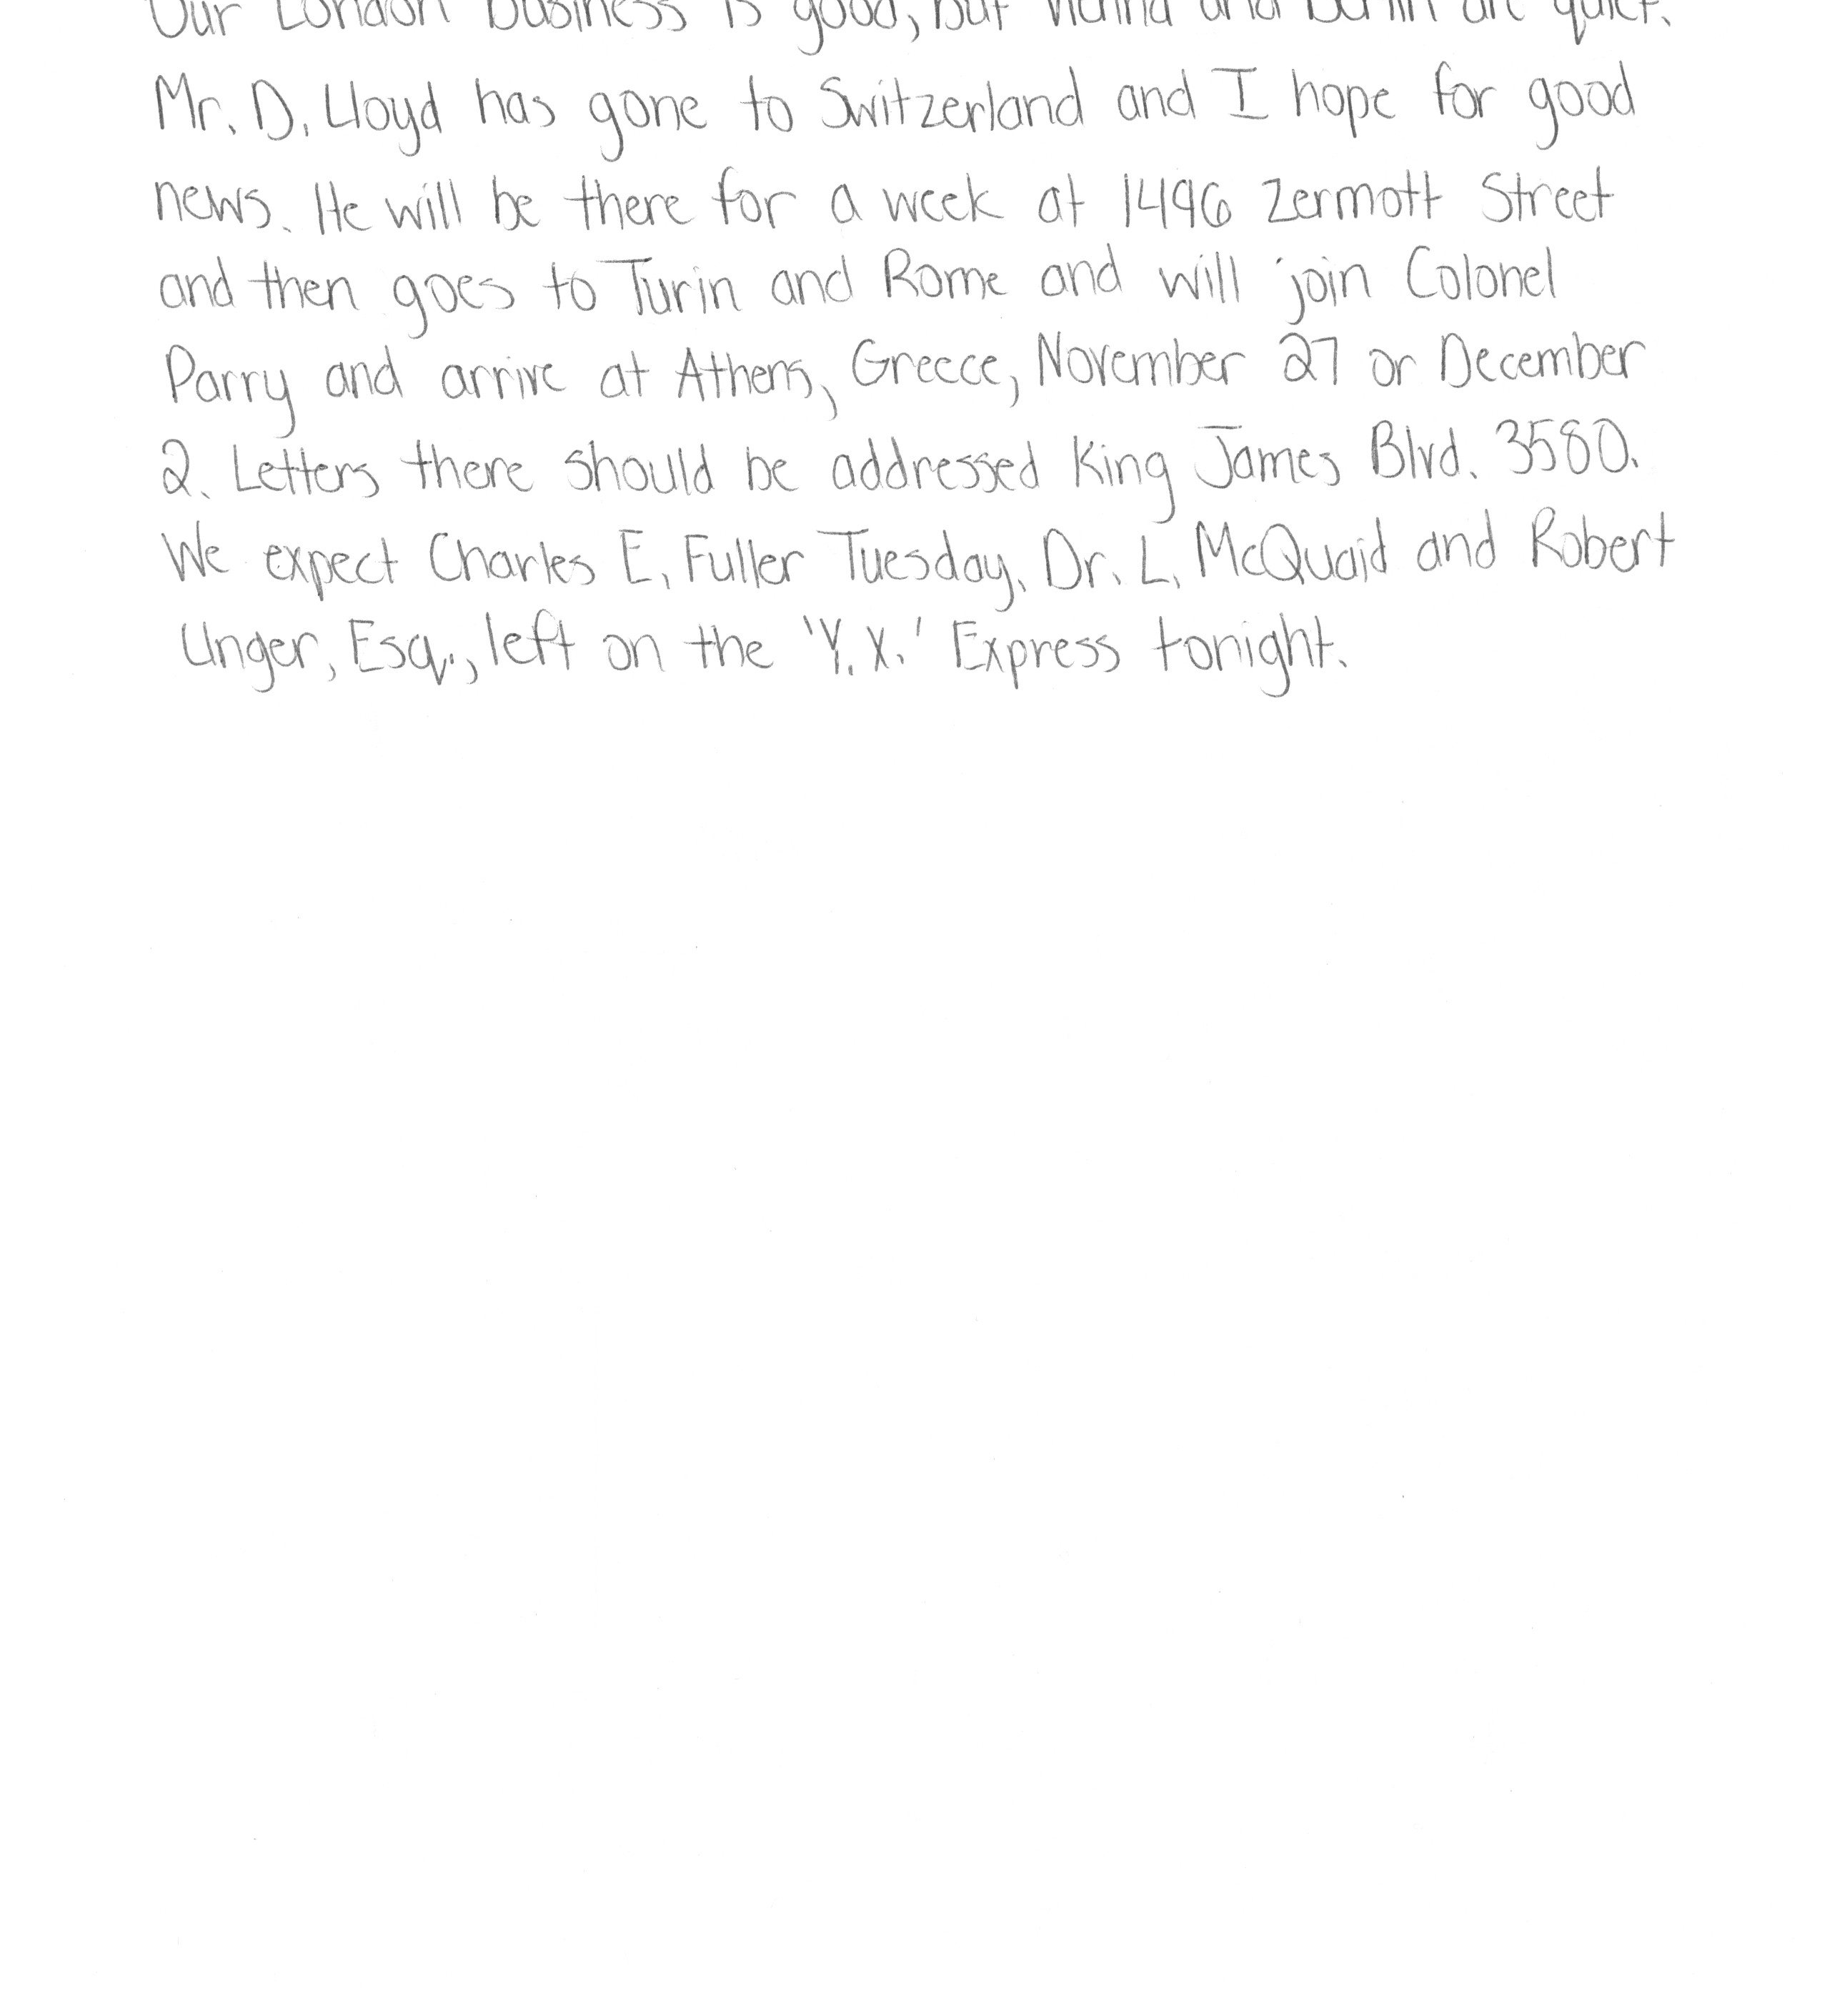 Our London business is good, but Vienna and Berlin are quiet.
Mr. D. Lloyd has gone to Switzerland and I hope for good
news. He will be there for a week at 1496 Zermott Street
and then goes to Turin and Rome and will join Colonel
Parry and arrive at Athens, Greece, November 27 or December
2. Letters there should be addressed King James Blvd. 3580.
We expect Charles E. Fuller Tuesday. Dr. L. McQuaid and Robert
Unger, Esq., left on the 'Y.X.' Express tonight.